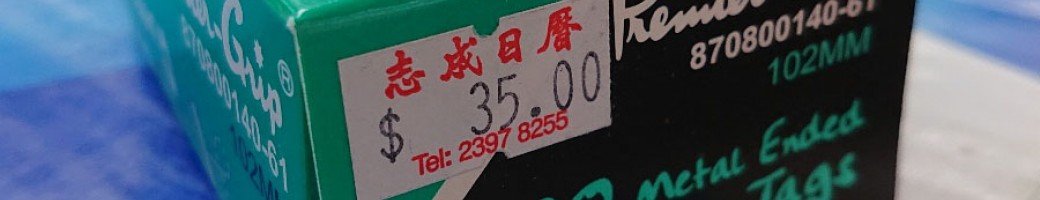 Grip®
870800140-61
102MM
志成日曆
$ 35.00
Tel: 2397 8255
Premier
870800140-61
102MM
Metal Ended
Tags